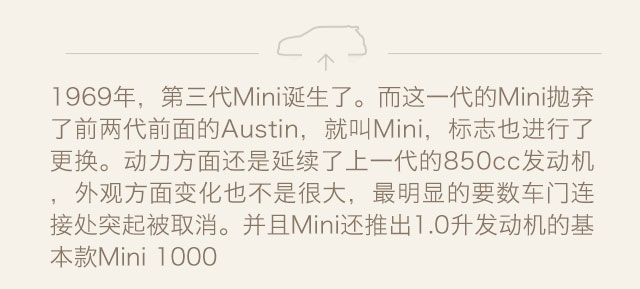 1969年，第三代Mini诞生了。而这一代的Mini抛弃
了前两代前面的Austin，就叫Mini，标志也进行了
更换。动力方面还是延续了上一代的850cc发动机
，外观方面变化也不是很大，最明显的要数车门连
接处突起被取消。并且Mini还推出1.0升发动机的基
本款Mini 1000